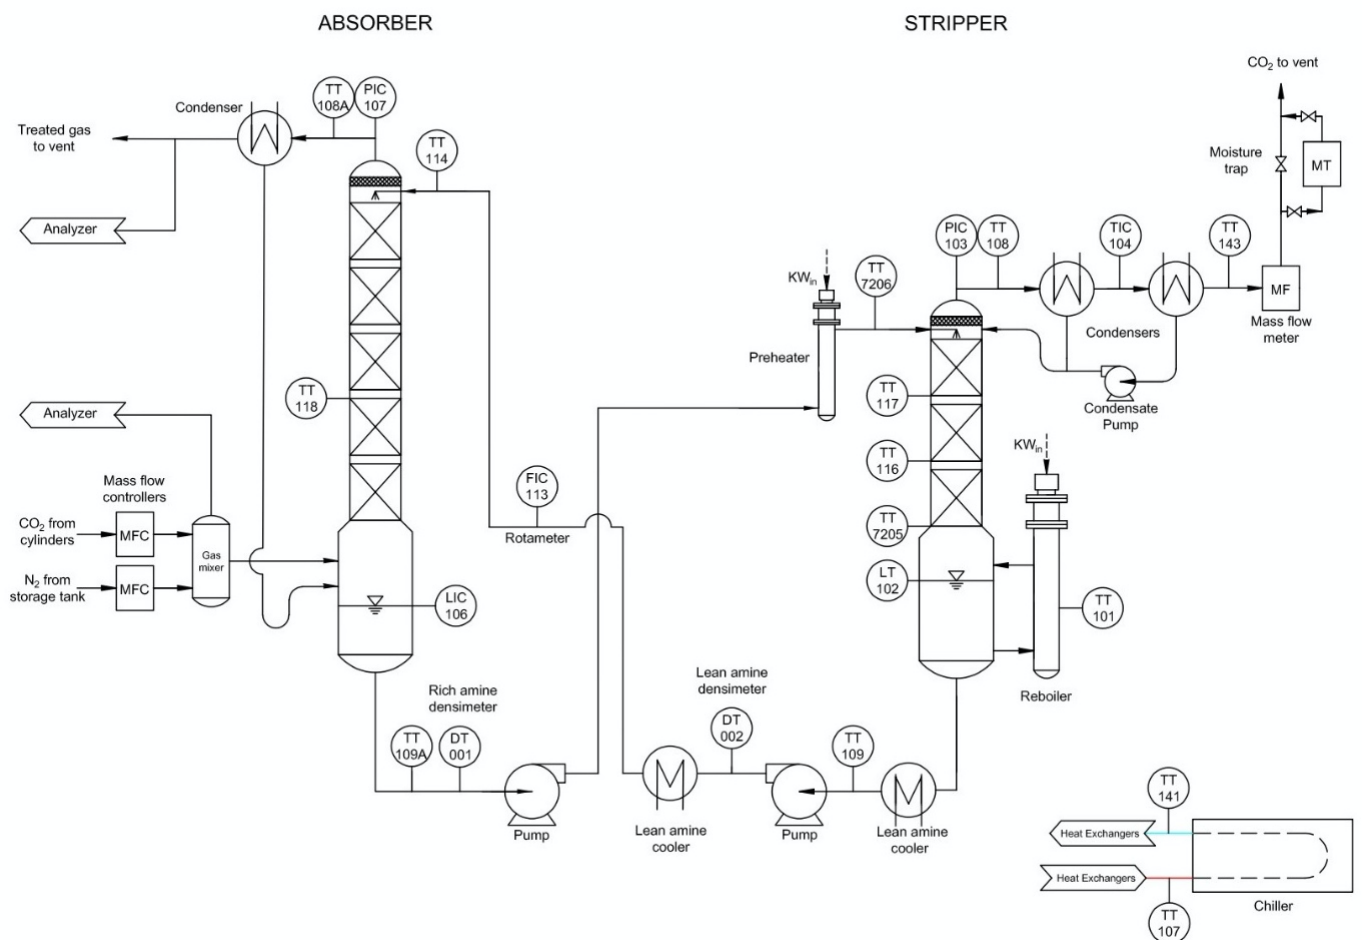 ABSORBER
STRIPPER
CO₂ to vent
TT
108A
PIC
107
Condenser
Treated gas
to vent
TT
114
Moisture
trap
MT
Analyzer
PIC
103
TT
108
TIC
104
TT
143
KWin
TT
7206
MF
Mass flow
meter
Condensers
Preheater
TT
118
TT
117
Condensate
Pump
Analyzer
KWin
TT
116
Mass flow
controllers
FIC
113
Rotameter
CO₂ from
cylinders
MFC
Gas
mixer
TT
7205
N₂ from
storage tank
MFC
LT
102
LIC
106
TT
101
Reboiler
Rich amine
densimeter
Lean amine
densimeter
TT
109A
DT
001
DT
002
TT
109
Pump
Lean amine
cooler
Pump
Lean amine
cooler
TT
141
Heat Exchangers
Heat Exchangers
Chiller
TT
107